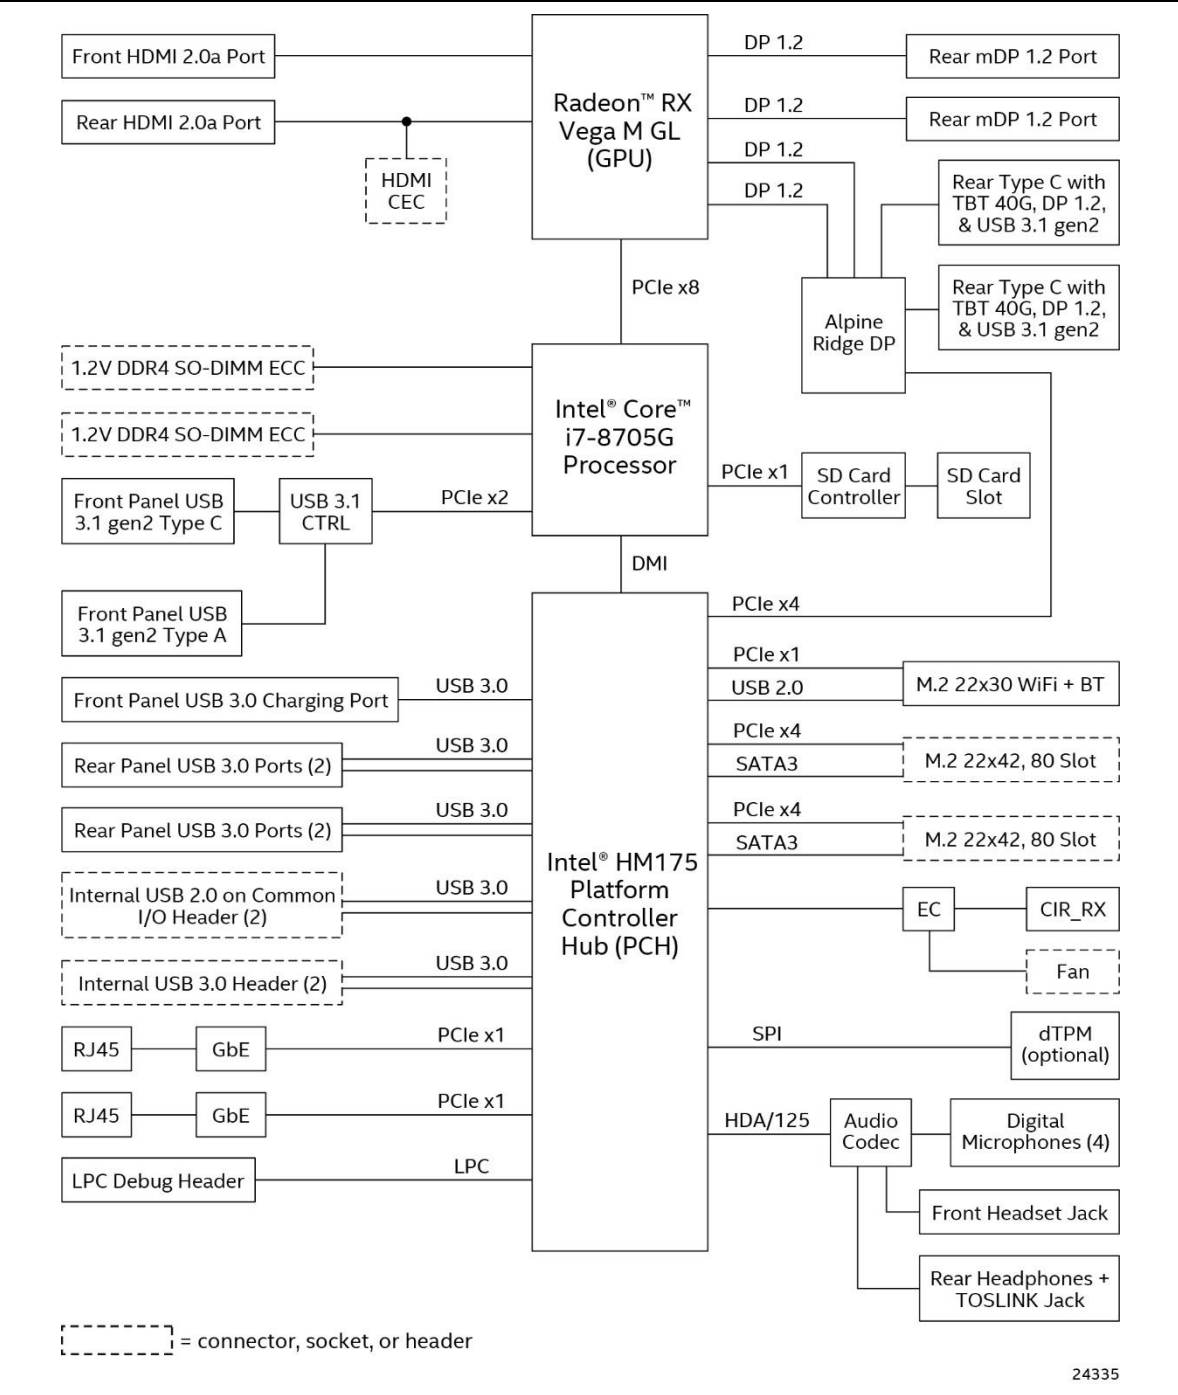 Front HDMI 2.0a Port
Rear HDMI 2.0a Port
HDMI
CEC
Radeon™ RX
Vega M GL
(GPU)
DP 1.2
Rear mDP 1.2 Port
DP 1.2
Rear mDP 1.2 Port
DP 1.2
DP 1.2
Rear Type C with
TBT 40G, DP 1.2,
& USB 3.1 gen2
Rear Type C with
TBT 40G, DP 1.2,
& USB 3.1 gen2
Alpine
Ridge DP
PCIe x8
1.2V DDR4 SO-DIMM ECC
1.2V DDR4 SO-DIMM ECC
Intel® Core™
i7-8705G
Processor
Front Panel USB
3.1 gen2 Type C
USB 3.1
CTRL
PCIe x2
PCIe x1
SD Card
Controller
SD Card
Slot
Front Panel USB
3.1 gen2 Type A
DMI
PCIe x4
Front Panel USB 3.0 Charging Port
USB 3.0
Rear Panel USB 3.0 Ports (2)
USB 3.0
Rear Panel USB 3.0 Ports (2)
USB 3.0
Internal USB 2.0 on Common
I/O Header (2)
USB 3.0
Internal USB 3.0 Header (2)
USB 3.0
RJ45
GbE
PCIe x1
RJ45
GbE
PCIe x1
LPC Debug Header
LPC
Intel® HM175
Platform
Controller
Hub (PCH)
PCIe x1
USB 2.0
M.2 22x30 WiFi + BT
PCIe x4
SATA3
M.2 22x42, 80 Slot
PCIe x4
SATA3
M.2 22x42, 80 Slot
EC
CIR_RX
Fan
SPI
dTPM
(optional)
HDA/125
Audio
Codec
Digital
Microphones (4)
Front Headset Jack
Rear Headphones +
TOSLINK Jack
= connector, socket, or header
24335